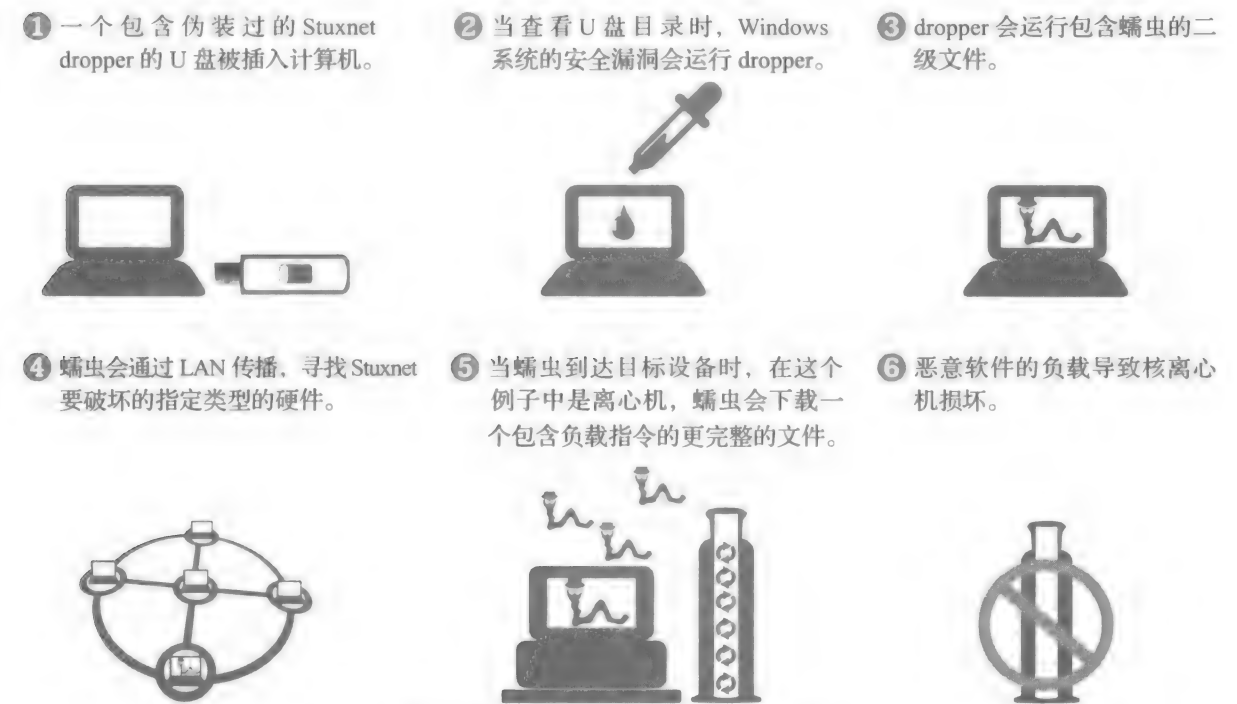 ❶ 一个包含伪装过的 Stuxnet
dropper 的 U 盘被插入计算机。
❷ 当查看 U 盘目录时，Windows
系统的安全漏洞会运行 dropper。
❸ dropper 会运行包含蠕虫的二
级文件。
❹ 蠕虫会通过 LAN 传播，寻找 Stuxnet
要破坏的指定类型的硬件。
❺ 当蠕虫到达目标设备时，在这个
例子中是离心机，蠕虫会下载一
个包含负载指令的更完整的文件。
❻ 恶意软件的负载导致核离心
机损坏。